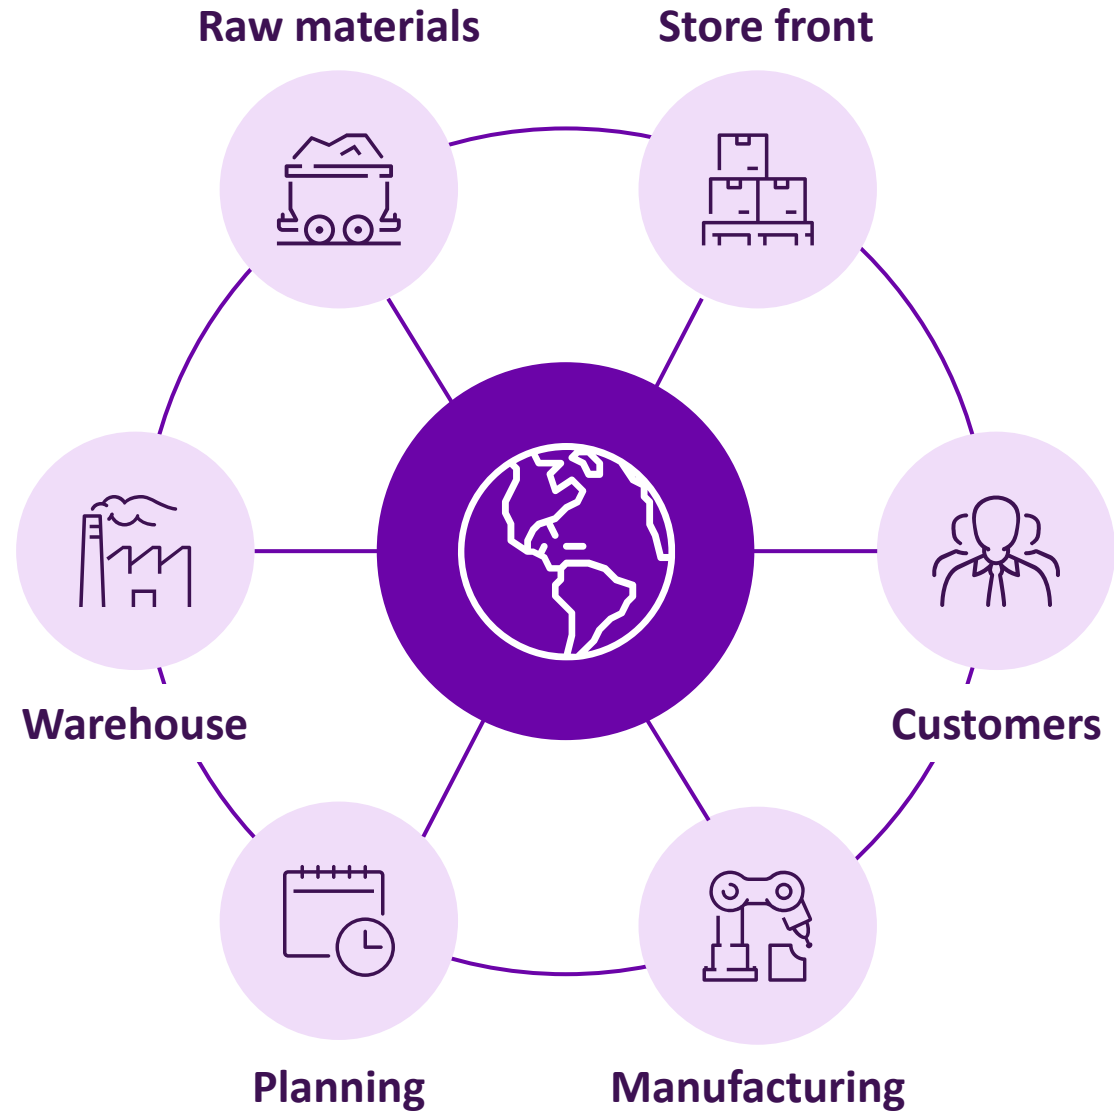 Raw materials
Store front
Warehouse
Customers
Planning
Manufacturing